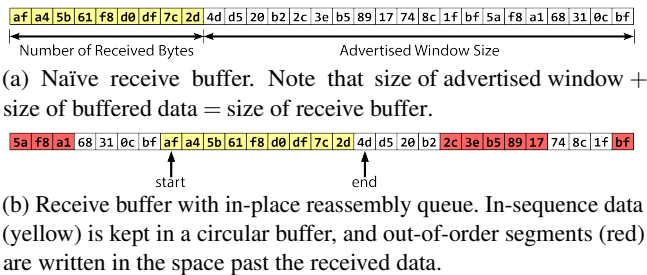 af a4 5b 61 f8 d0 df 7c 2d 4d d5 20 b2 2c 3e b5 89 17 74 8c 1f bf 5a f8 a1 68 31 0c bf
Number of Received Bytes Advertised Window Size
(a) Naïve receive buffer. Note that size of advertised window +
size of buffered data = size of receive buffer.
5a f8 a1 68 31 0c bf af a4 5b 61 f8 d0 df 7c 2d 4d d5 20 b2 2c 3e b5 89 17 74 8c 1f bf
start end
(b) Receive buffer with in-place reassembly queue. In-sequence data
(yellow) is kept in a circular buffer, and out-of-order segments (red)
are written in the space past the received data.